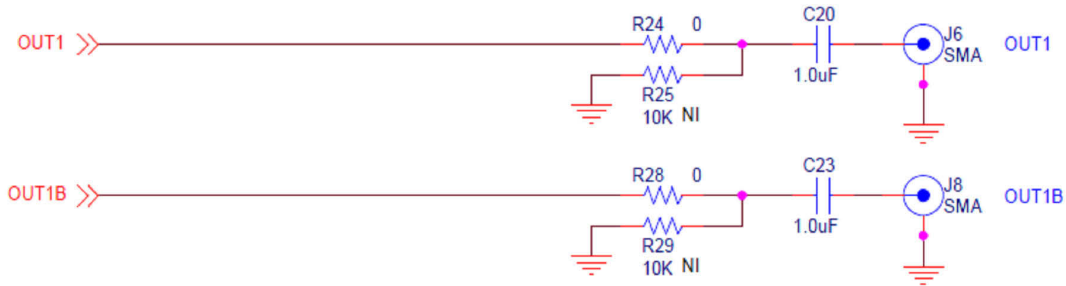 C20
R24 0
OUT1
J6
SMA
OUT1
1.0uF
R25
10K NI
C23
R28 0
OUT1B
J8
SMA
OUT1B
1.0uF
R29
10K NI